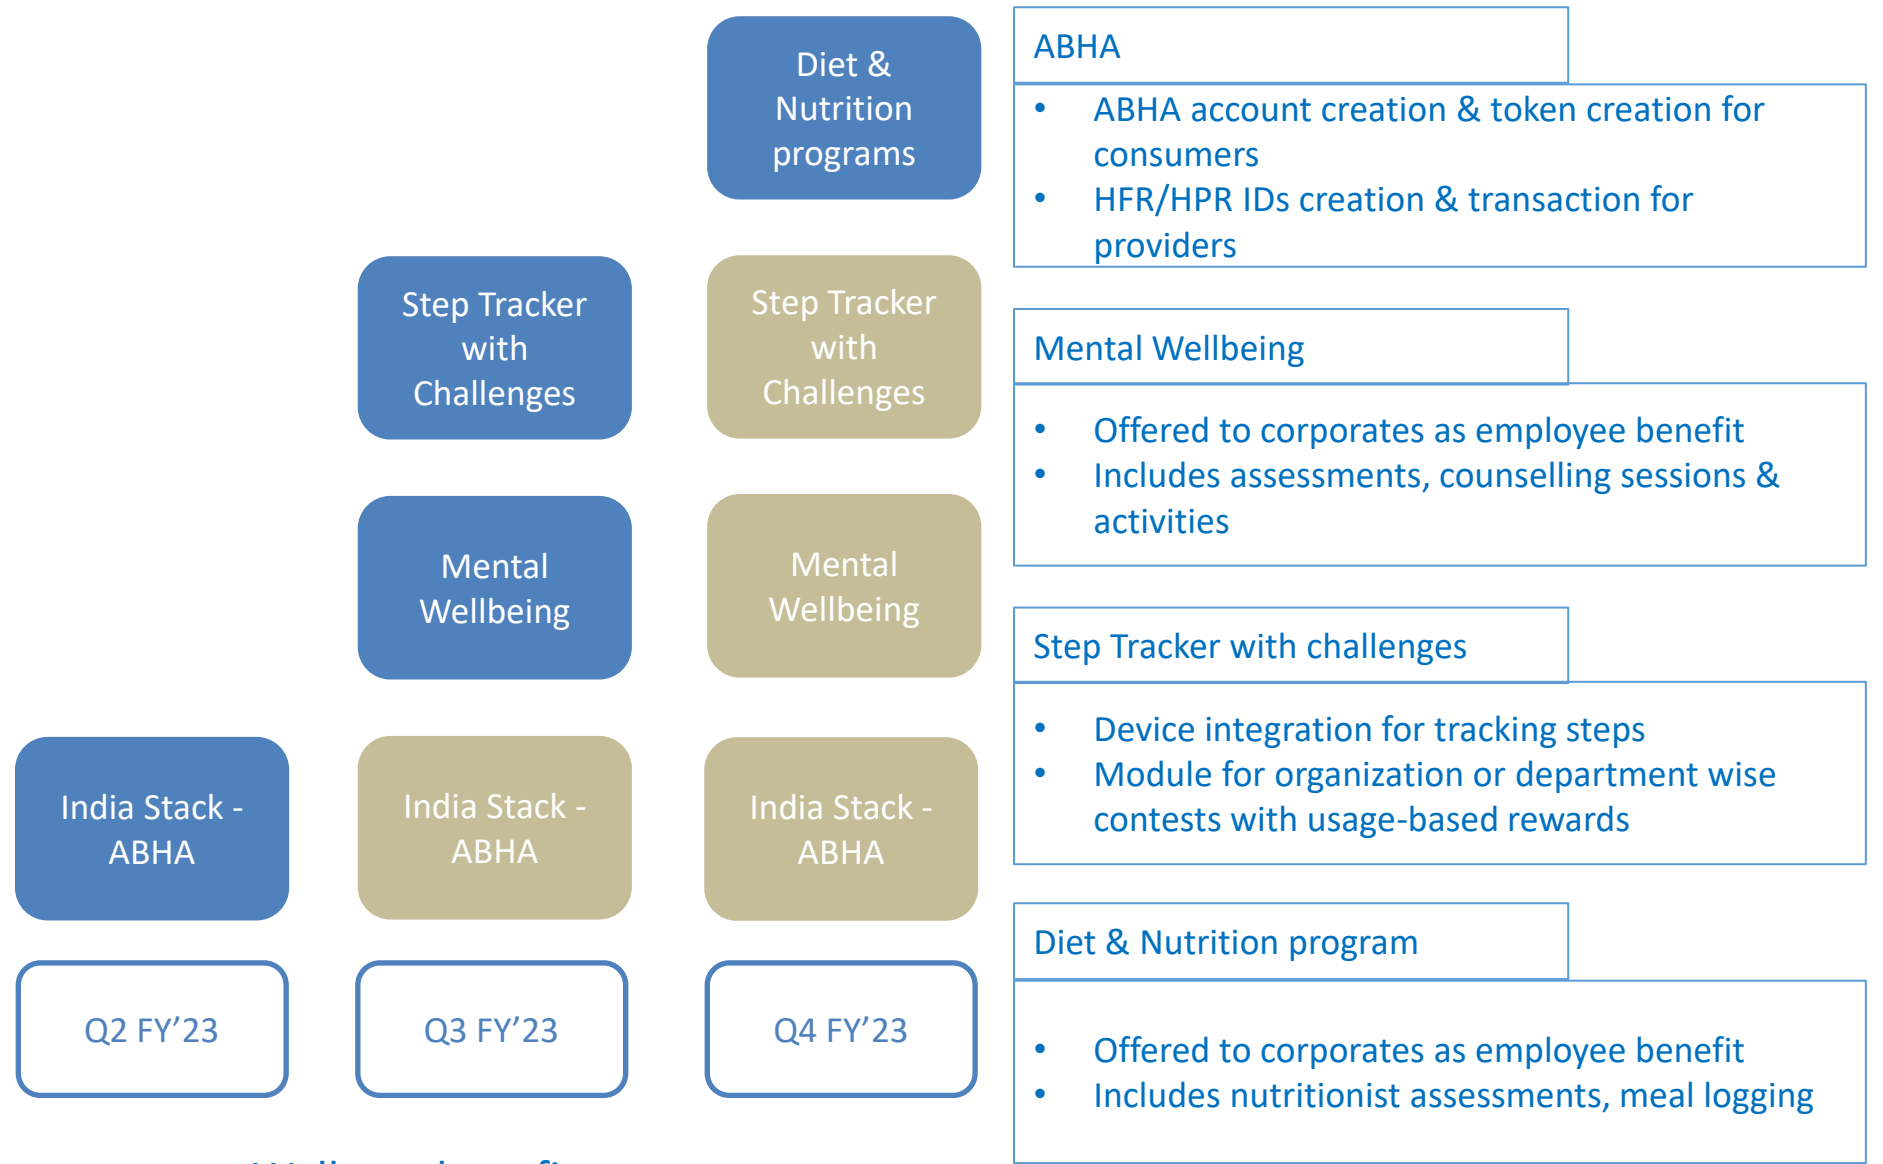 Diet &
Nutrition
programs
Step Tracker
with
Challenges
Step Tracker
with
Challenges
Mental
Wellbeing
Mental
Wellbeing
India Stack -
ABHA
India Stack -
ABHA
India Stack -
ABHA
Q2 FY’23
Q3 FY’23
Q4 FY’23
ABHA
• ABHA account creation & token creation for
consumers
• HFR/HPR IDs creation & transaction for
providers
Mental Wellbeing
• Offered to corporates as employee benefit
• Includes assessments, counselling sessions &
activities
Step Tracker with challenges
• Device integration for tracking steps
• Module for organization or department wise
contests with usage-based rewards
Diet & Nutrition program
• Offered to corporates as employee benefit
• Includes nutritionist assessments, meal logging